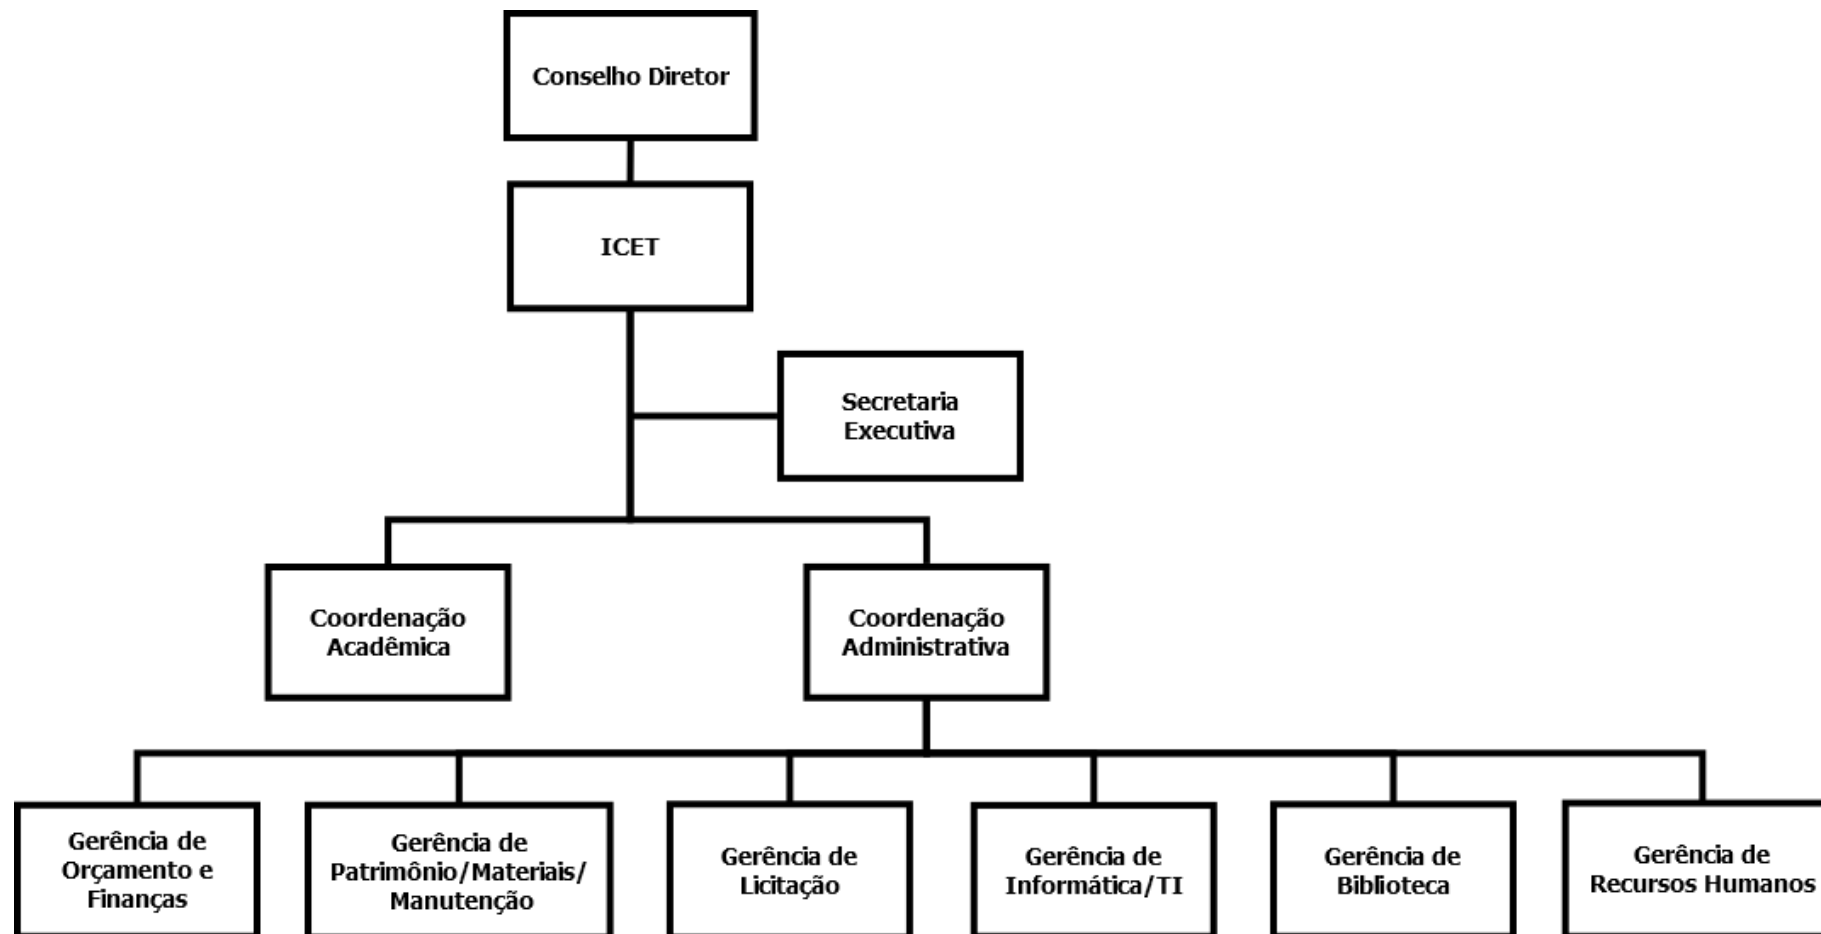 Conselho Diretor
ICET
Secretaria
Executiva
Coordenação
Acadêmica
Coordenação
Administrativa
Gerência de
Orçamento e
Finanças
Gerência de
Patrimônio/Materiais/
Manutenção
Gerência de
Licitação
Gerência de
Informática/TI
Gerência de
Biblioteca
Gerência de
Recursos Humanos